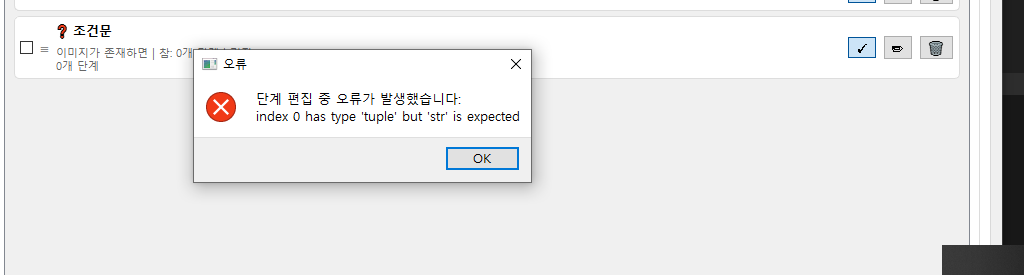 조건문
이미지가 존재하면 | 참: 0개
0개 단계
오류
단계 편집 중 오류가 발생했습니다:
index 0 has type 'tuple' but 'str' is expected
OK